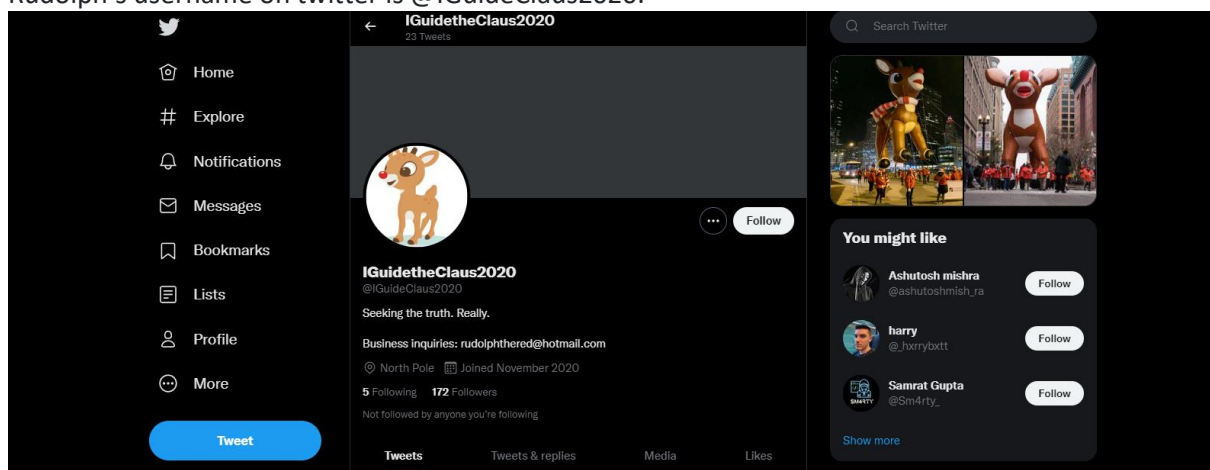 Rudolph's username on twitter is @IGuideClaus2020.
IGuidetheClaus2020
23 Tweets
Home
Explore
Notifications
Messages
Bookmarks
Lists
Profile
More
Tweet
Follow
IGuidetheClaus2020
@IGuideClaus2020
Seeking the truth. Really.
Business inquiries: rudolphthered@hotmail.com
North Pole Joined November 2020
5 Following 172 Followers
Not followed by anyone you're following
Tweets Tweets & replies Media Likes
Search Twitter
You might like
Ashutosh mishra
@ashutoshmish_ra
Follow
harry
@_hxrrybxtt
Follow
SM4RTY
Samrat Gupta
@Sm4rty_
Follow
Show more